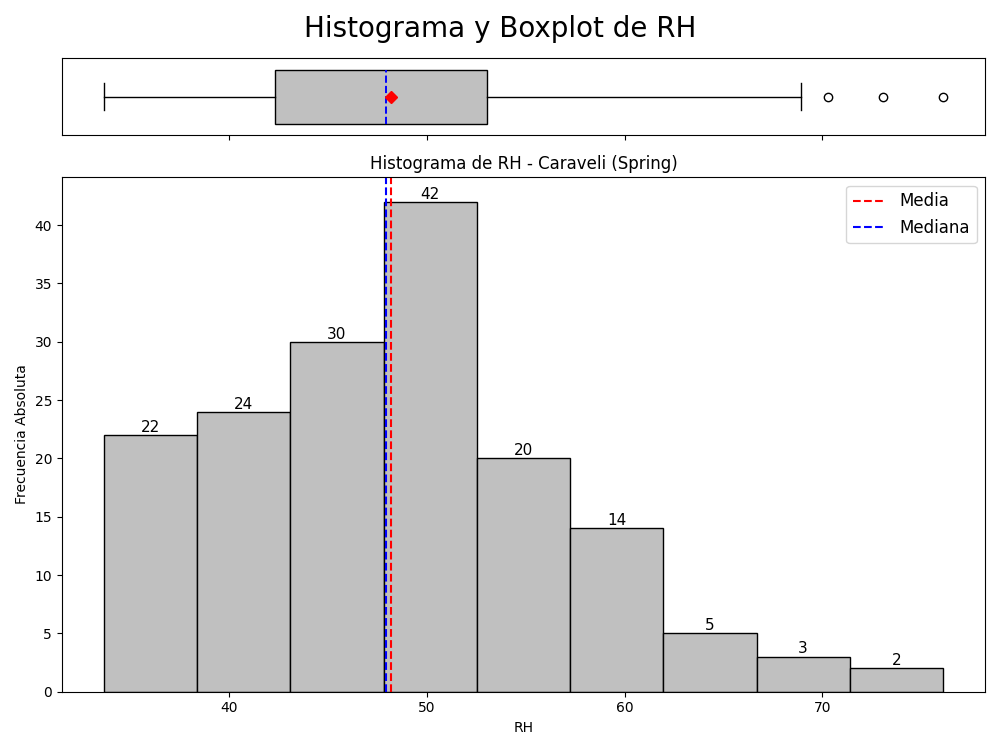 Histograma y Boxplot de RH
Histograma de RH - Caraveli (Spring)
Media
Mediana
42
30
24
22
20
14
5
3
2
40
35
30
25
20
15
10
5
0
Frecuencia Absoluta
40 50 60 70
RH